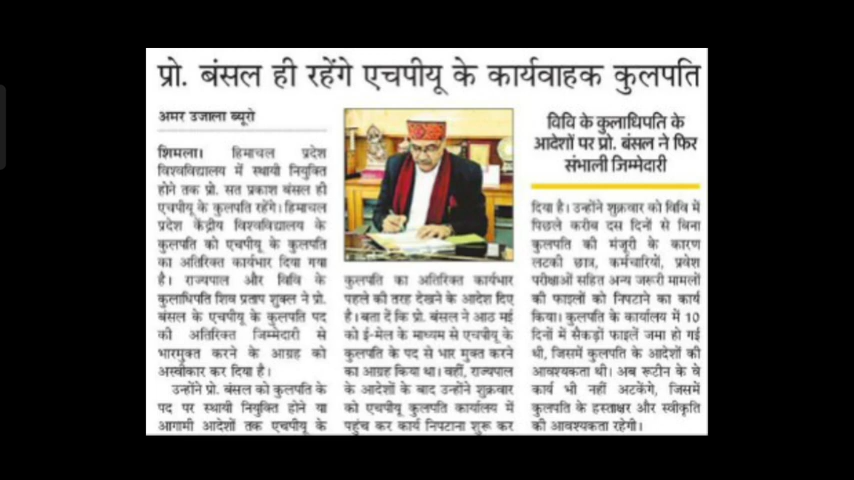 प्रो. बंसल ही रहेंगे एचपीयू के कार्यवाहक कुलपति
अमर उजाला ब्यूरो
शिमला। हिमाचल प्रदेश
विश्वविद्यालय में स्थायी नियुक्ति
होने तक प्रो. सत प्रकाश बंसल ही
एचपीयू के कुलपति रहेंगे। हिमाचल
प्रदेश केंद्रीय विश्वविद्यालय के
कुलपति को एचपीयू के कुलपति
का अतिरिक्त कार्यभार दिया गया
है। राज्यपाल और विवि के
कुलाधिपति शिव प्रताप शुक्ल ने प्रो.
बंसल के एचपीयू के कुलपति पद
की अतिरिक्त जिम्मेदारी से
भारमुक्त करने के आग्रह को
अस्वीकार कर दिया है।
उन्होंने प्रो. बंसल को कुलपति के
पद पर स्थायी नियुक्ति होने या
आगामी आदेशों तक एचपीयू के
कुलपति का अतिरिक्त कार्यभार
पहले की तरह देखने के आदेश दिए
है। बता दें कि प्रो. बंसल ने आठ मई
को ई-मेल के माध्यम से एचपीयू के
कुलपति के पद से भार मुक्त करने
का आग्रह किया था। वहीं, राज्यपाल
के आदेशों के बाद उन्होंने शुक्रवार
को एचपीयू कुलपति कार्यालय में
पहुंच कर कार्य निपटाना शुरू कर
विवि के कुलाधिपति के
आदेशों पर प्रो. बंसल ने फिर
संभाली जिम्मेदारी
दिया है। उन्होंने शुक्रवार को विवि में
पिछले करीब दस दिनों से बिना
कुलपति की मंजूरी के कारण
लटकी छात्र, कर्मचारियों, प्रवेश
परीक्षाओं सहित अन्य जरूरी मामलों
की फाइलों को निपटाने का कार्य
किया। कुलपति के कार्यालय में 10
दिनों में सैकड़ों फाइलें जमा हो गई
थी, जिसमें कुलपति के आदेशों की
आवश्यकता थी। अब रूटीन के वे
कार्य भी नहीं अटकेंगे, जिसमें
कुलपति के हस्ताक्षर और स्वीकृति
की आवश्यकता रहेगी।